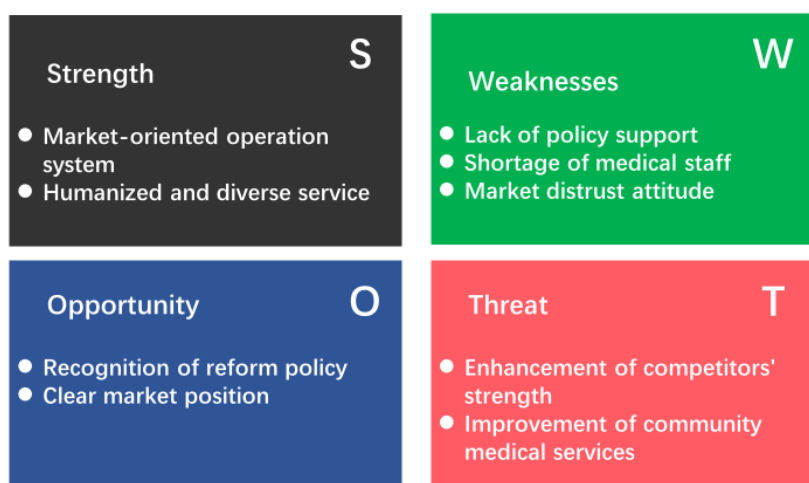 S
Strength
● Market-oriented operation
system
● Humanized and diverse service
W
Weaknesses
● Lack of policy support
● Shortage of medical staff
● Market distrust attitude
O
Opportunity
● Recognition of reform policy
● Clear market position
T
Threat
● Enhancement of competitors'
strength
● Improvement of community
medical services